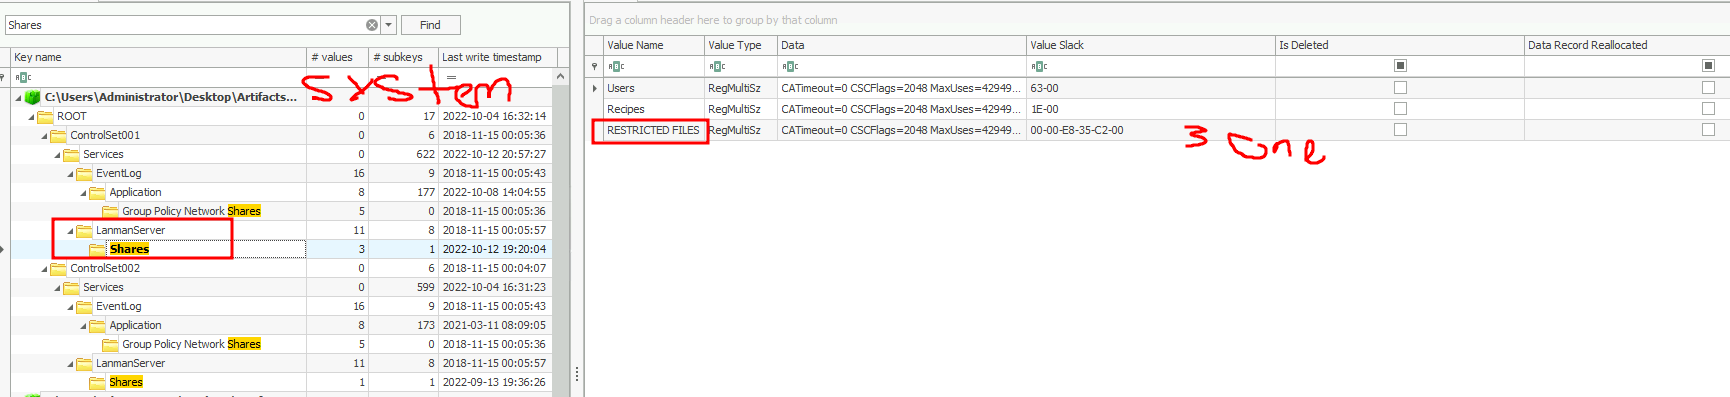 Shares Find
Drag a column header here to group by that column
Key name # values # subkeys Last write timestamp
Value Name Value Type Data Value Slack Is Deleted Data Record Reallocated
system
C:\Users\Administrator\Desktop\Artifacts... 0 0
ROOT 0 17 2022-10-04 16:32:14
ControlSet001 0 6 2018-11-15 00:05:36
Services 0 622 2022-10-12 20:57:27
EventLog 16 9 2018-11-15 00:05:43
Application 8 177 2022-10-08 14:04:55
Group Policy Network Shares 5 0 2018-11-15 00:05:36
LanmanServer 11 8 2018-11-15 00:05:57
Shares 3 1 2022-10-12 19:20:04
ControlSet002 0 6 2018-11-15 00:04:07
Services 0 599 2022-10-04 16:31:23
EventLog 16 9 2018-11-15 00:05:43
Application 8 173 2021-03-11 08:09:05
Group Policy Network Shares 5 0 2018-11-15 00:05:36
LanmanServer 11 8 2018-11-15 00:05:57
Shares 1 1 2022-09-13 19:36:26
Users RegMultiSz CATimeout=0 CSCFlags=2048 MaxUses=42949... 63-00
Recipes RegMultiSz CATimeout=0 CSCFlags=2048 MaxUses=42949... 1E-00
RESTRICTED FILES RegMultiSz CATimeout=0 CSCFlags=2048 MaxUses=42949... 00-00-E8-35-C2-00
3